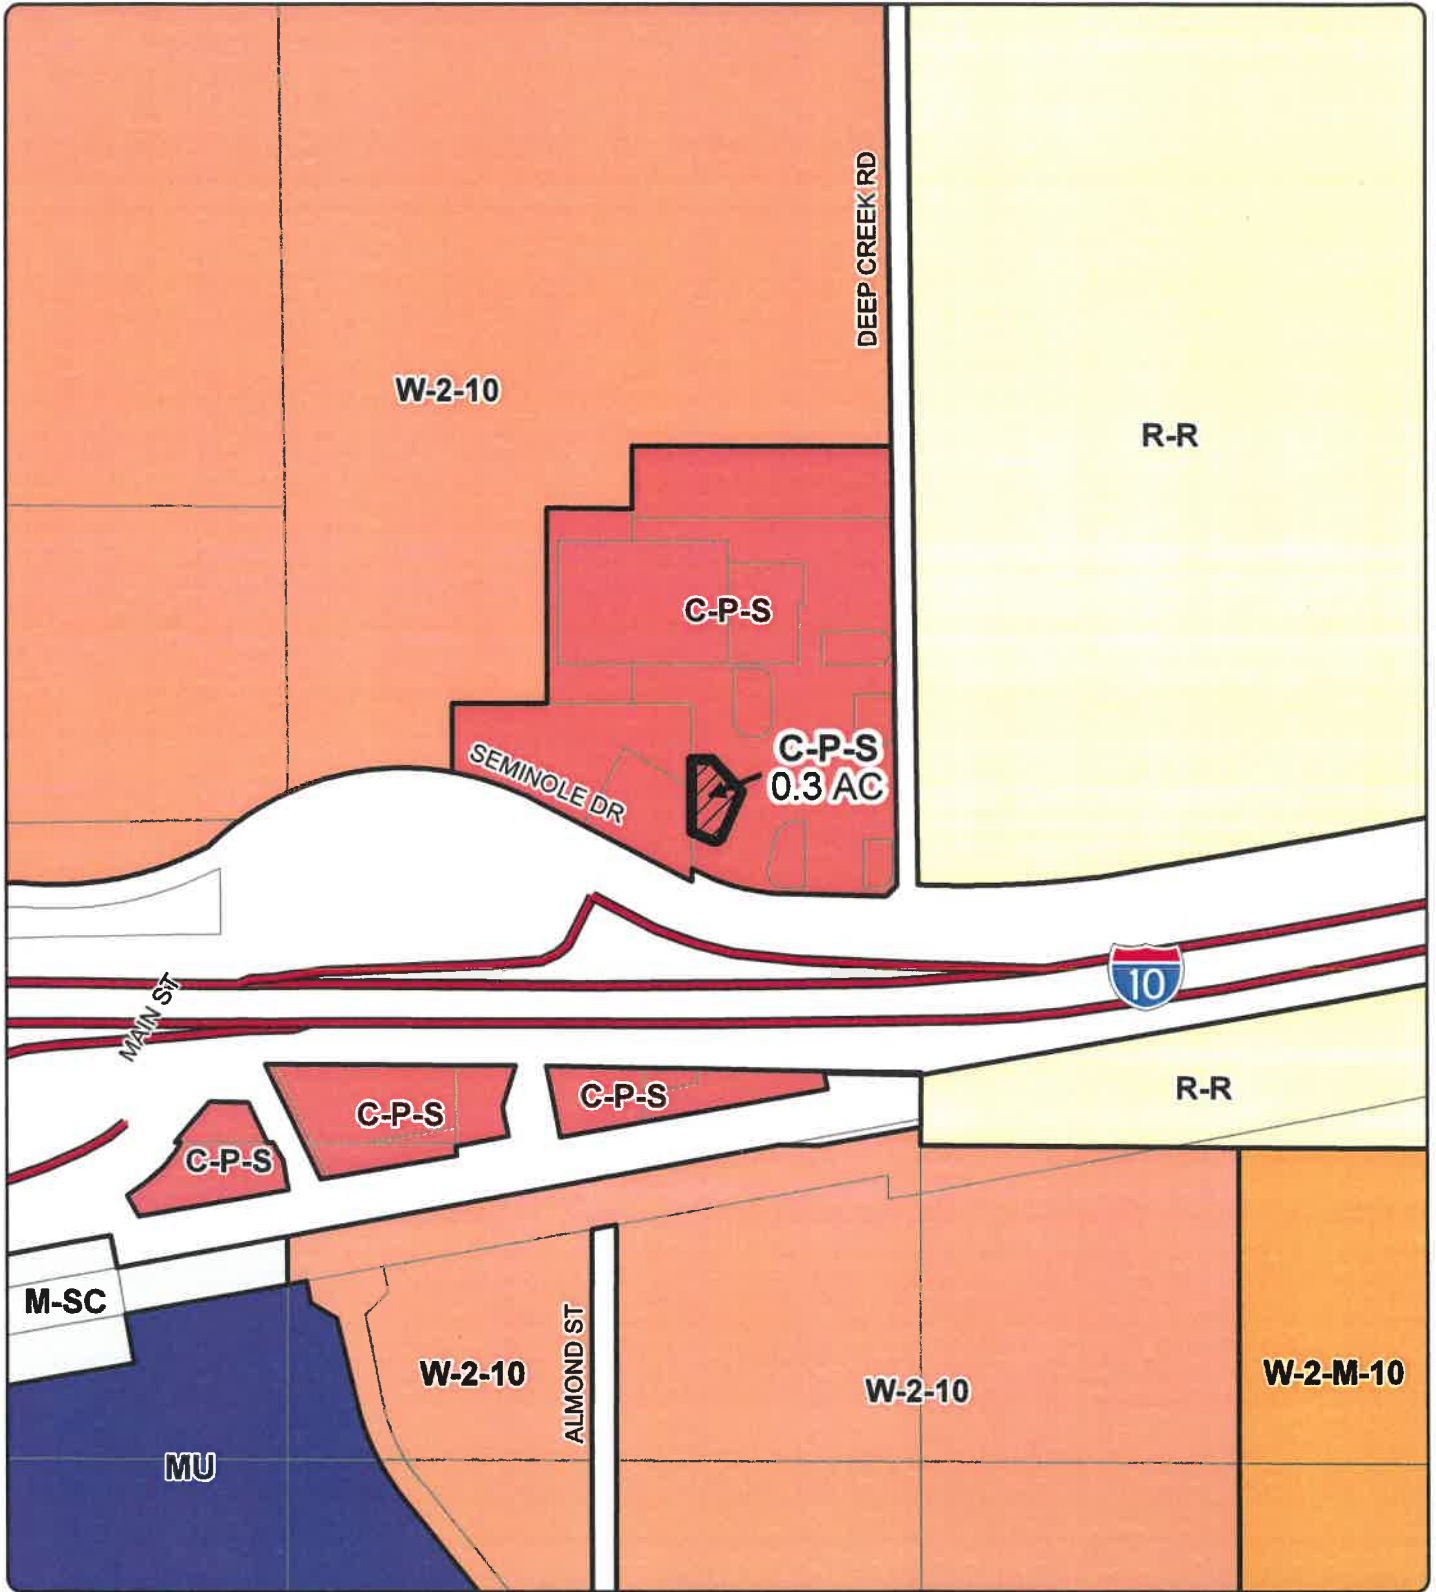 DEEP CREEK RD
W-2-10
R-R
C-P-S
C-P-S
0.3 AC
SEMINOLE DR
10
MAIN ST
C-P-S
C-P-S
R-R
C-P-S
M-SC
ALMOND ST
W-2-10
W-2-10
W-2-M-10
MU